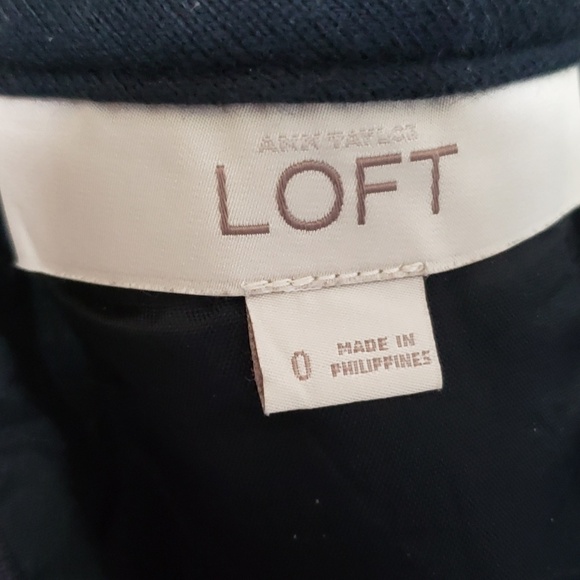 ANN TAYLOR
LOFT
0
MADE IN
PHILIPPINES